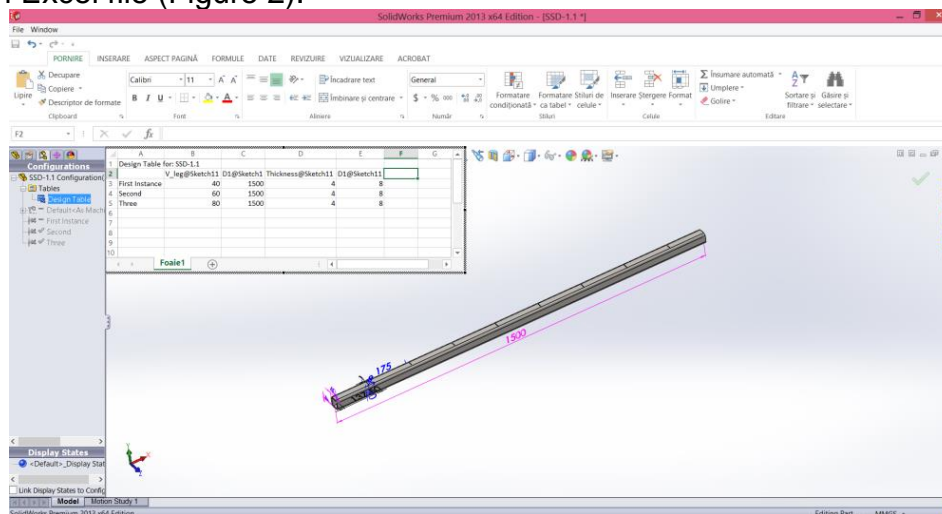 Excel file (Figure 2).
SolidWorks Premium 2013 x64 Edition - [SSD-1.1 *]
File Window
PORNIRE INSERARE ASPECT PAGINĂ FORMULE DATE REVIZUIRE VIZUALIZARE ACROBAT
Lipire
Decupare
Copiere
Descriptor de formate
Clipboard
Calibri 11
B I U
Font
Încadrare text
Îmbinare și centrare
Aliniere
General
$ % 000
Număr
Formatare condiționată
Formatare ca tabel
Stiluri de celule
Stiluri
Inserare Ștergere Format
Celule
Însumare automată
Umplere
Golire
Sortare și filtrare
Găsire și selectare
Editare
F2 fx
Configurations
SSD-1.1 Configuration(
Tables
Design Table
Default<As Mach
First Instance
Second
Three
A B C D E F G
1 Design Table for: SSD-1.1
2 V_leg@Sketch11 D1@Sketch1 Thickness@Sketch11 D1@Sketch11
3 First Instance 40 1500 4 8
4 Second 60 1500 4 8
5 Three 80 1500 4 8
6
7
8
9
10
Foaie1
175
1500
Display States
<Default>_Display Stat
Link Display States to Config
Model Motion Study 1
SolidWorks Premium 2013 x64 Edition
Editing Part MMGS